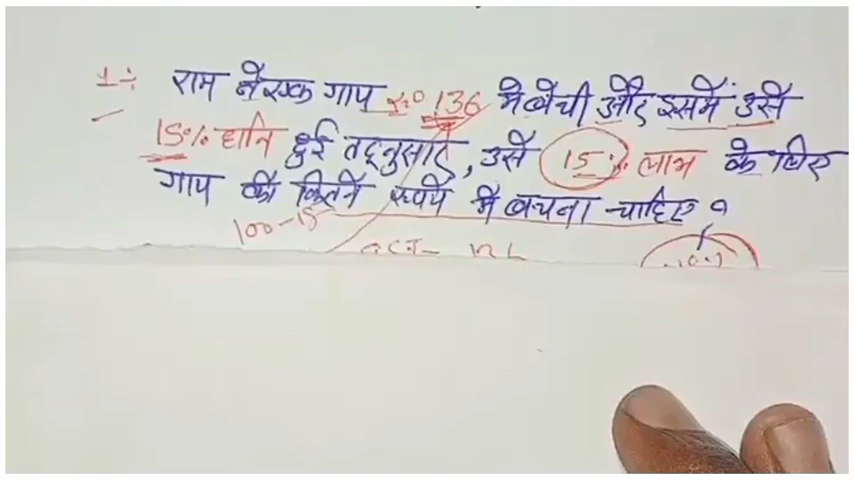 1÷ राम ने एक गाय रु० 136 में बेची और इसमें उसे
15% हानि हुई तद्नुसार, उसे 15% लाभ के लिए
गाय को कितने रूपये में बेचना चाहिए ?
100-15